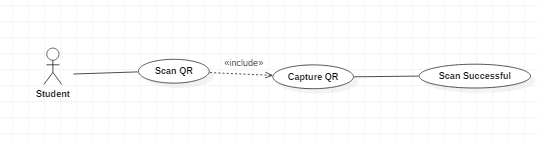 «include»
Scan QR
Capture QR
Scan Successful
Student